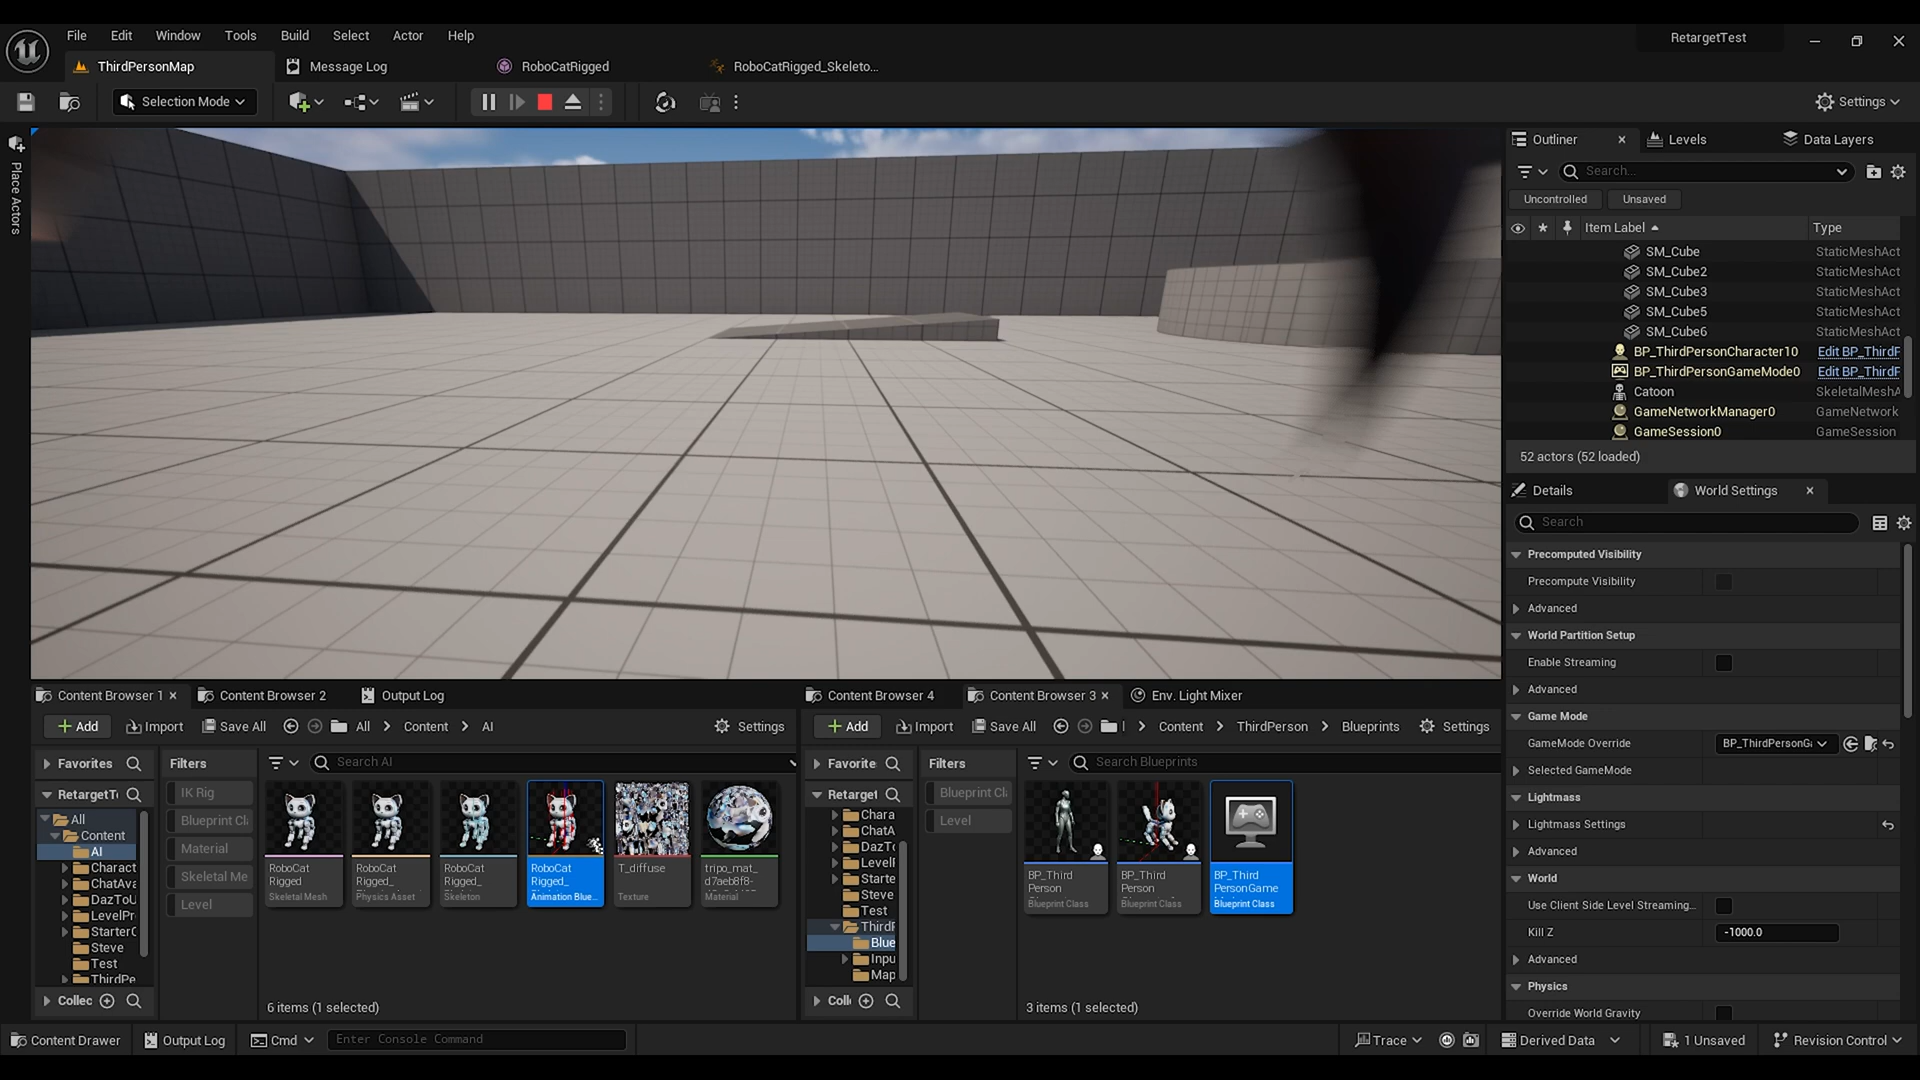 File Edit Window Tools Build Select Actor Help
RetargetTest
ThirdPersonMap Message Log RoboCatRigged RoboCatRigged_Skeleto...
Selection Mode Settings
Place Actors
Outliner Levels Data Layers
Search...
Uncontrolled Unsaved
Item Label Type
SM_Cube StaticMeshAct
SM_Cube2 StaticMeshAct
SM_Cube3 StaticMeshAct
SM_Cube5 StaticMeshAct
SM_Cube6 StaticMeshAct
BP_ThirdPersonCharacter10 Edit BP_ThirdF
BP_ThirdPersonGameMode0 Edit BP_ThirdF
Catoon SkeletalMeshA
GameNetworkManager0 GameNetwork
GameSession0 GameSession
52 actors (52 loaded)
Details World Settings
Search
Precomputed Visibility
Precompute Visibility
Advanced
World Partition Setup
Enable Streaming
Advanced
Game Mode
GameMode Override BP_ThirdPersonGa
Selected GameMode
Lightmass
Lightmass Settings
Advanced
World
Use Client Side Level Streaming...
Kill Z -1000.0
Advanced
Physics
Override World Gravity
Content Browser 1 Content Browser 2 Output Log
Add Import Save All All Content AI Settings
Favorites Filters Search AI
IK Rig
RetargetTe
Blueprint Cl
All
Content
Material
AI
Charact
Skeletal Me
ChatAva
DazToU
Level
LevelPr
StarterC
Steve
Test
ThirdPe
Collec
RoboCat
Rigged
Skeletal Mesh
RoboCat
Rigged_
Physics Asset
RoboCat
Rigged_
Skeleton
RoboCat
Rigged_
Animation Blue...
T_diffuse
Texture
tripo_mat_
d7aeb8f8-
Material
6 items (1 selected)
Content Browser 4 Content Browser 3 Env. Light Mixer
Add Import Save All Content ThirdPerson Blueprints Settings
Favorite Filters Search Blueprints
Blueprint Cl
Retarget
Level
Chara
ChatA
DazTo
LevelF
Starte
Steve
Test
ThirdF
Blue
Inpu
Map
Coll
BP_Third
Person
Blueprint Class
BP_Third
Person
Blueprint Class
BP_Third
PersonGame
Blueprint Class
3 items (1 selected)
Content Drawer Output Log Cmd Enter Console Command Trace Derived Data 1 Unsaved Revision Control